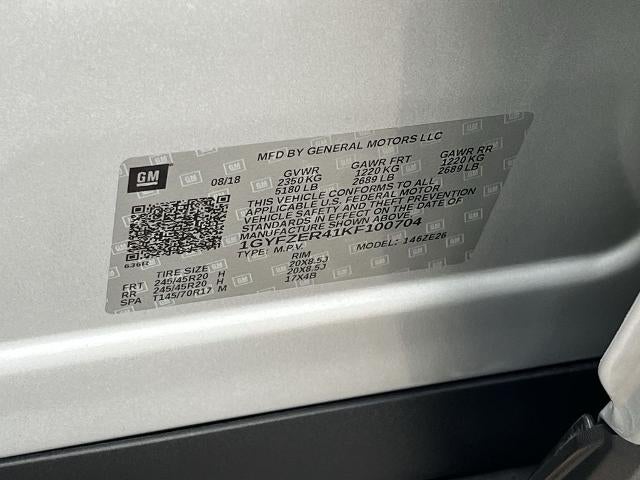 MFD BY GENERAL MOTORS LLC
GM
08/18 GVWR GAWR FRT GAWR RR
2350 KG 1220 KG 1220 KG
5180 LB 2689 LB 2689 LB
THIS VEHICLE CONFORMS TO ALL
APPLICABLE U.S. FEDERAL MOTOR
VEHICLE SAFETY AND THEFT PREVENTION
STANDARDS IN EFFECT ON THE DATE OF
MANUFACTURE SHOWN ABOVE.
1GYFZER41KF100704
TYPE: M.P.V. MODEL: 146ZE26
TIRE SIZE RIM
FRT 245/45R20 H 20X8.5J
RR 245/45R20 H 20X8.5J
SPA T145/70R17 M 17X4B